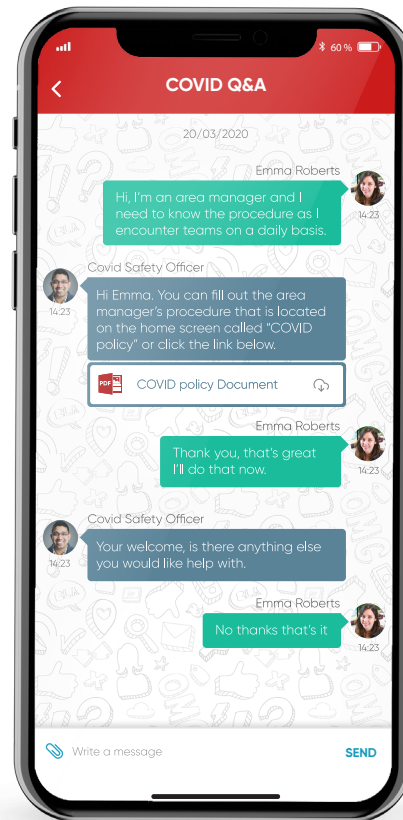 60 %
COVID Q&A
20/03/2020
Emma Roberts
Hi, I'm an area manager and I
need to know the procedure as I
encounter teams on a daily basis.
14:23
Covid Safety Officer
Hi Emma. You can fill out the area
manager's procedure that is located
on the home screen called "COVID
policy" or click the link below.
14:23
PDF
COVID policy Document
Emma Roberts
Thank you, that's great
I'll do that now.
14:23
Covid Safety Officer
Your welcome, is there anything else
you would like help with.
14:23
Emma Roberts
No thanks that's it
14:23
Write a message
SEND